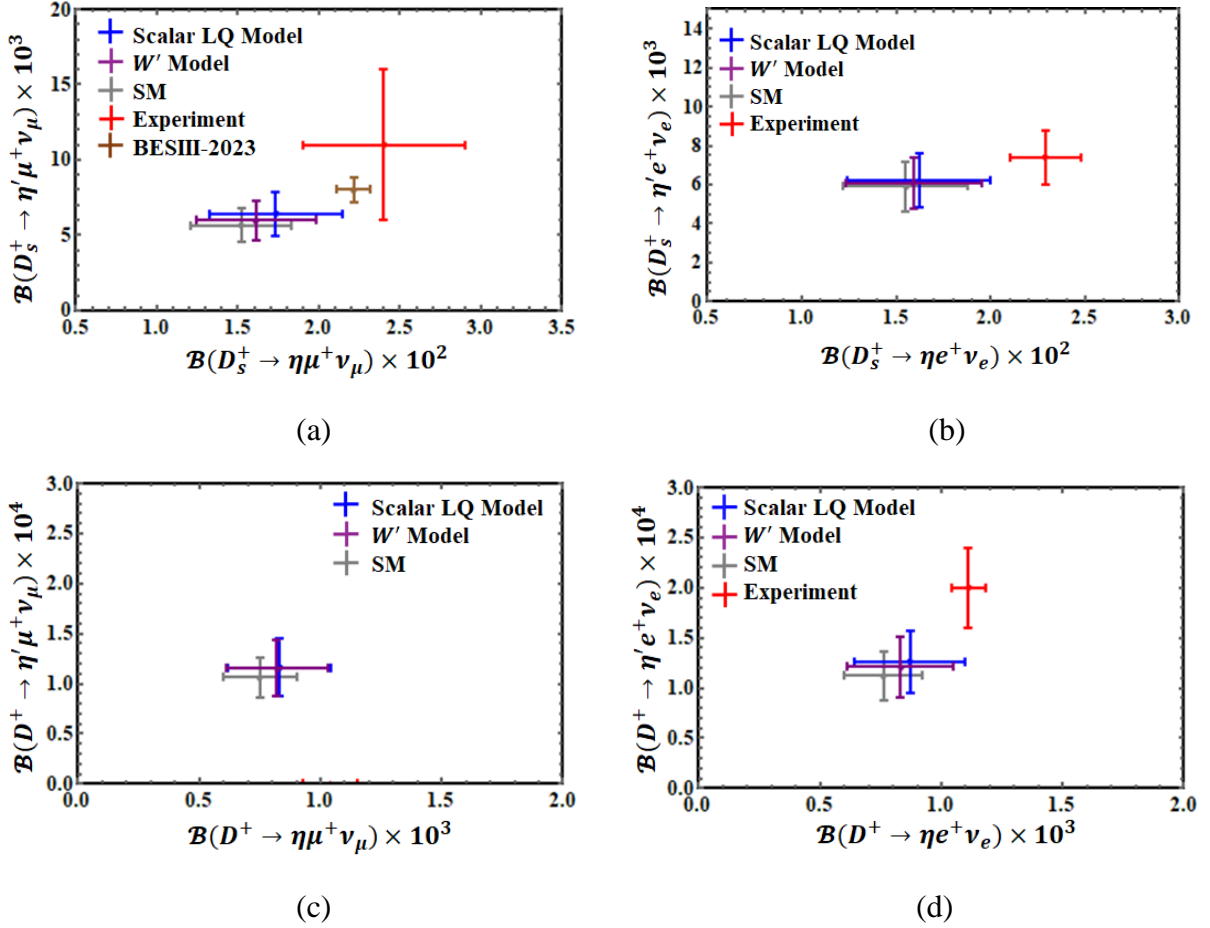 20
15
10
5
0
0.5 1.0 1.5 2.0 2.5 3.0 3.5
Scalar LQ Model
W′ Model
SM
Experiment
BESIII-2023
ℬ(D_s^+ → η′μ^+ν_μ) × 10^3
ℬ(D_s^+ → ημ^+ν_μ) × 10^2
(a)
14
12
10
8
6
4
2
0
0.5 1.0 1.5 2.0 2.5 3.0
Scalar LQ Model
W′ Model
SM
Experiment
ℬ(D_s^+ → η′e^+ν_e) × 10^3
ℬ(D_s^+ → ηe^+ν_e) × 10^2
(b)
3.0
2.5
2.0
1.5
1.0
0.5
0.0
0.0 0.5 1.0 1.5 2.0
Scalar LQ Model
W′ Model
SM
ℬ(D^+ → η′μ^+ν_μ) × 10^4
ℬ(D^+ → ημ^+ν_μ) × 10^3
(c)
3.0
2.5
2.0
1.5
1.0
0.5
0.0
0.0 0.5 1.0 1.5 2.0
Scalar LQ Model
W′ Model
SM
Experiment
ℬ(D^+ → η′e^+ν_e) × 10^4
ℬ(D^+ → ηe^+ν_e) × 10^3
(d)